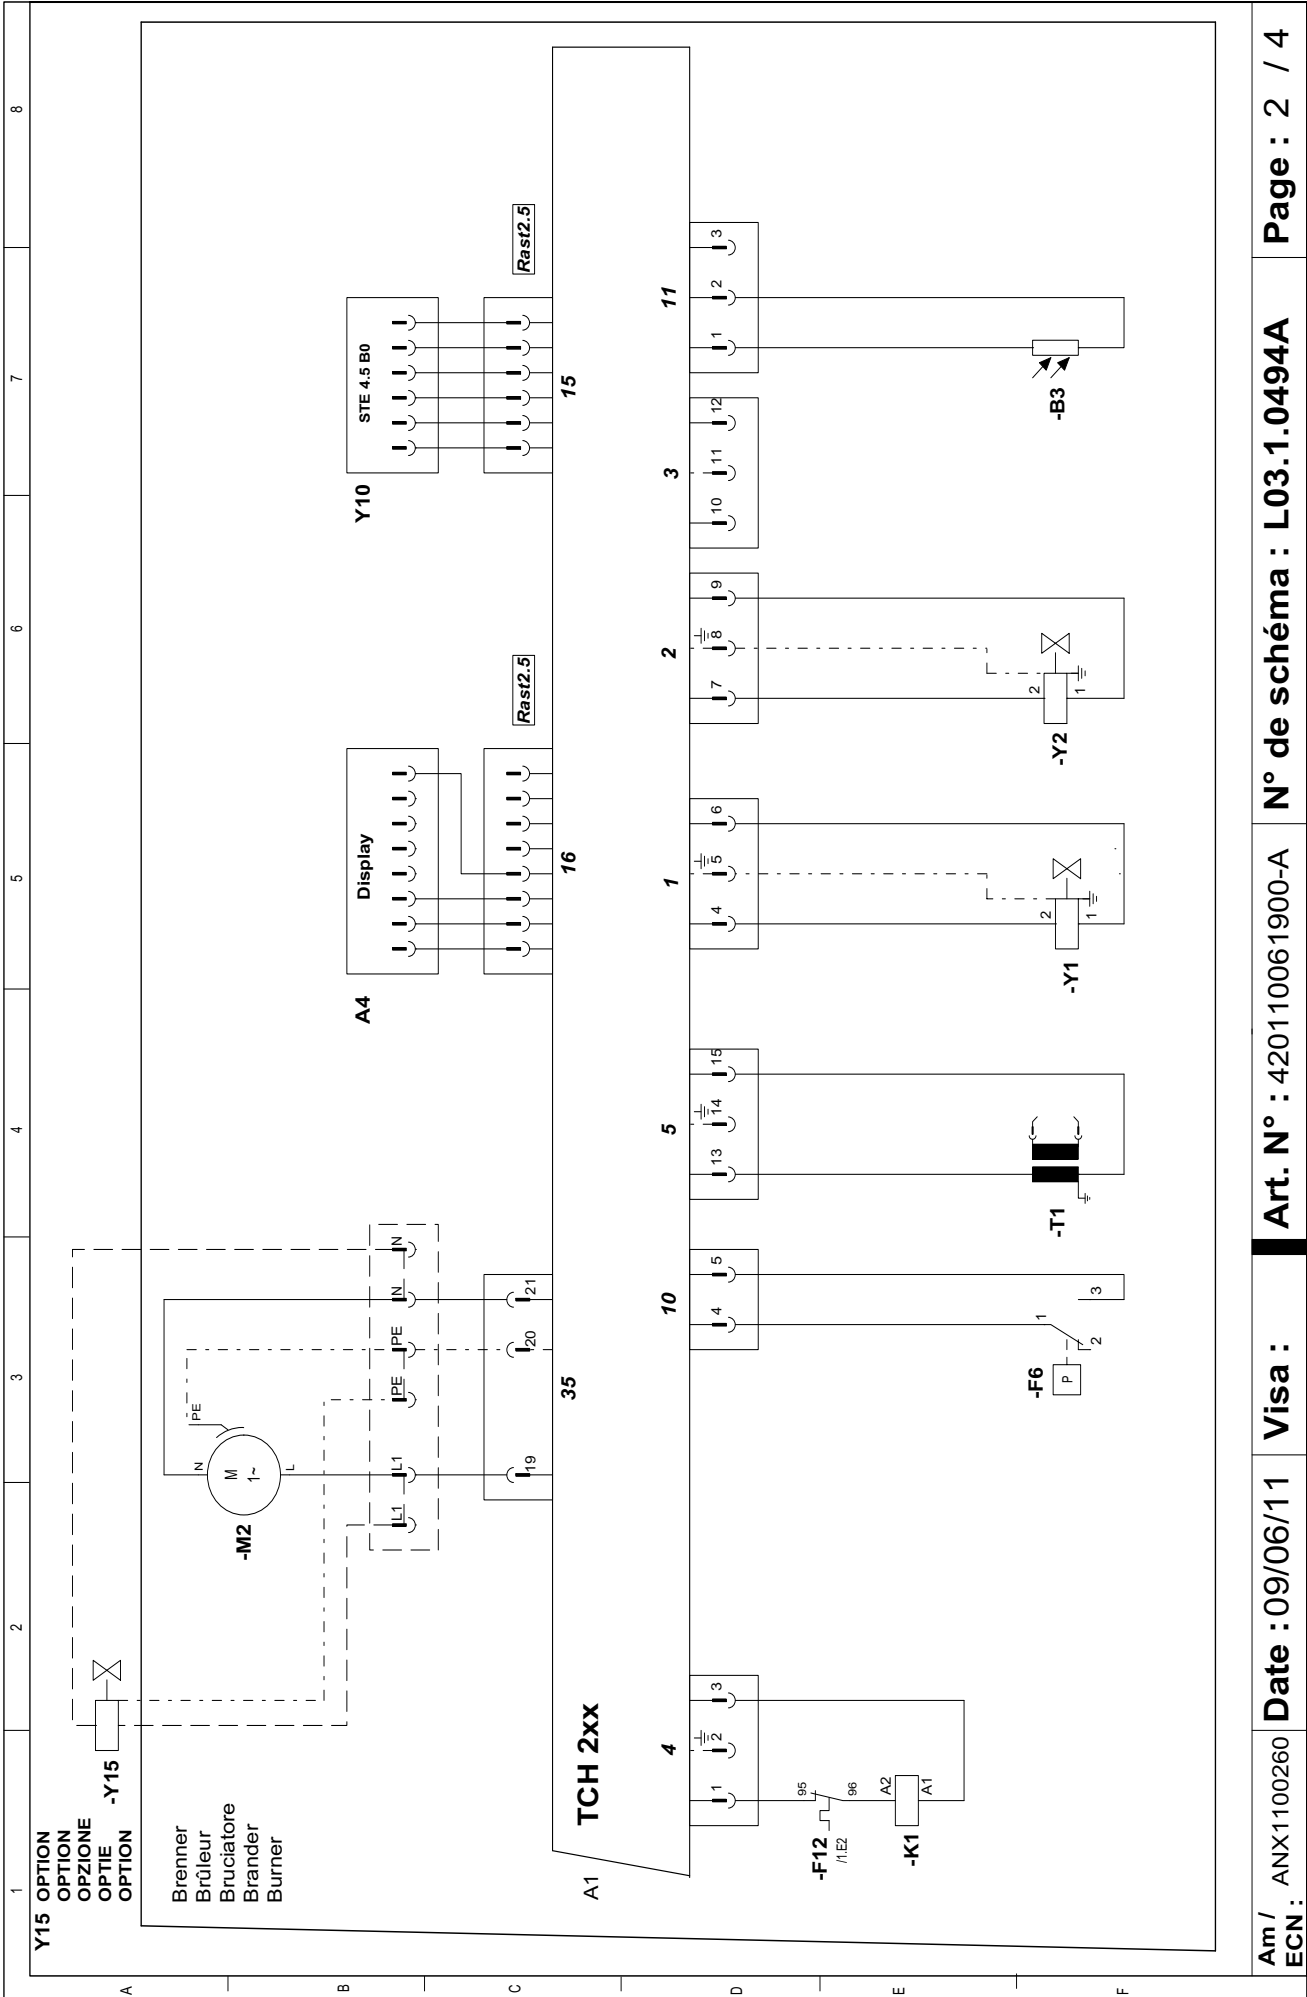 1 2 3 4 5 6 7 8
A
B
C
D
E
F
Y15 OPTION
OPTION
OPZIONE
OPTIE
OPTION
-Y15
Brenner
Brûleur
Bruciatore
Brander
Burner
-M2
M
1~
N
L
PE
L1 L1 PE PE N N
A4
Display
Y10
STE 4.5 B0
Rast2.5
Rast2.5
19 20 21
35
16
15
A1
TCH 2xx
4
10
5
1
2
3
11
1 2 3
4 5
13 14 15
4 5 6
7 8 9
10 11 12
1 2 3
-F12
/1.E2
95
96
-K1
A2
A1
-F6
P
1
2
3
-T1
-Y1
2
1
-Y2
2
1
-B3
Am /
ECN : ANX1100260
Date : 09/06/11
Visa :
Art. N° : 420110061900-A
N° de schéma : L03.1.0494A
Page : 2 / 4